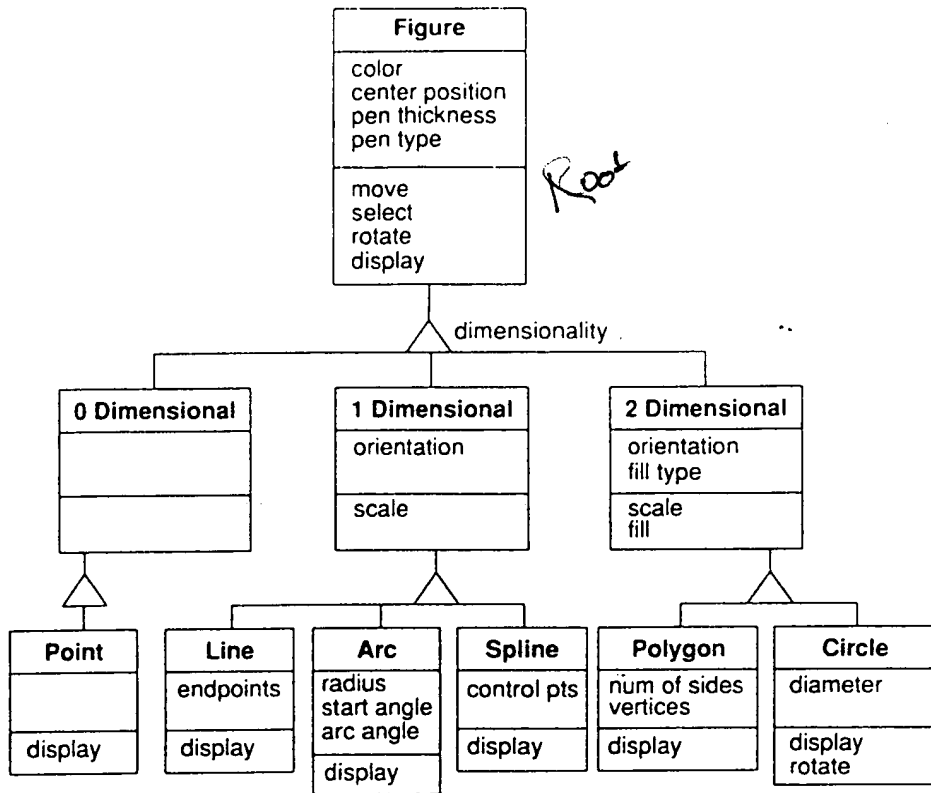 Figure
color
center position
pen thickness
pen type
move
select
rotate
display
Root
dimensionality
0 Dimensional
1 Dimensional
orientation
scale
2 Dimensional
orientation
fill type
scale
fill
Point
display
Line
endpoints
display
Arc
radius
start angle
arc angle
display
Spline
control pts
display
Polygon
num of sides
vertices
display
Circle
diameter
display
rotate